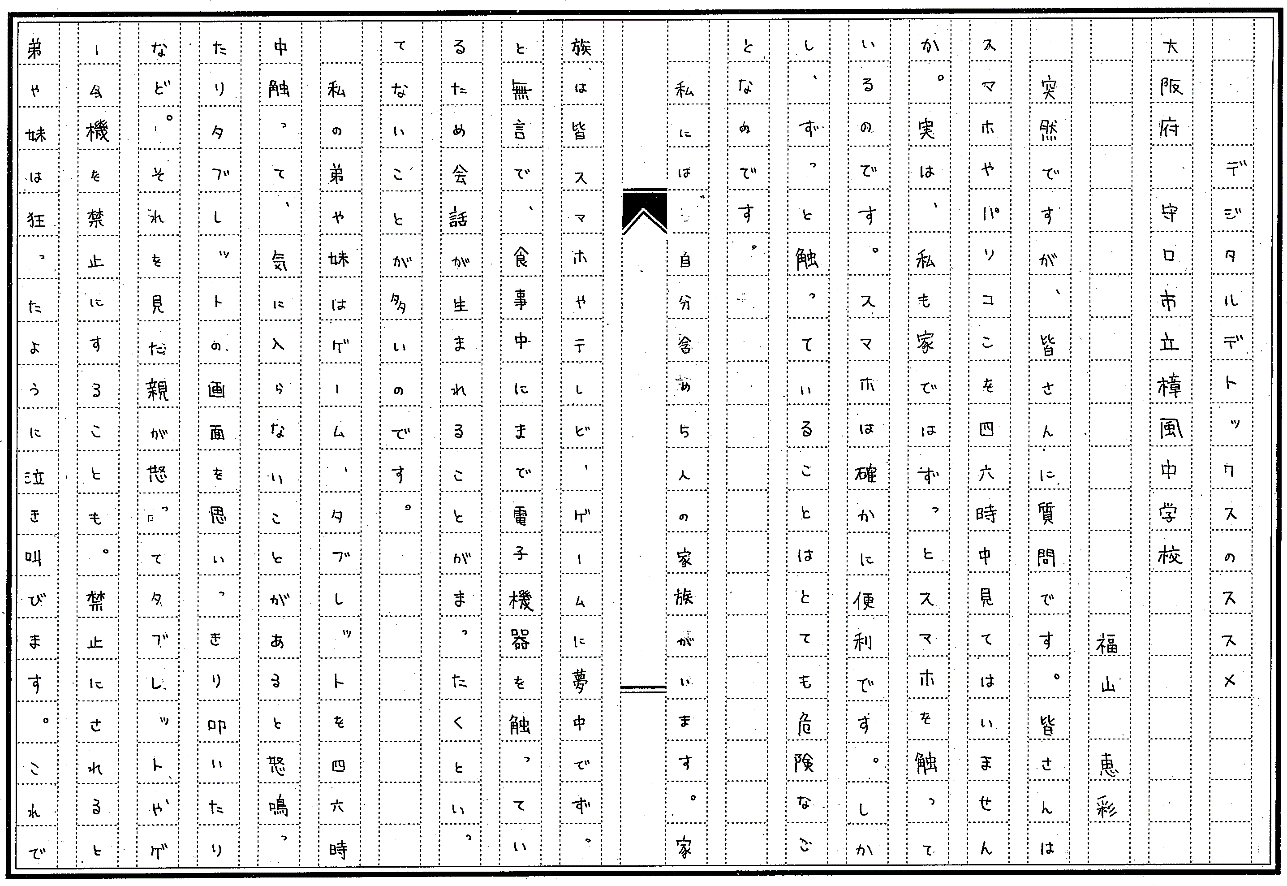 デジタルデトックスのススメ
大阪府 守口市立樟風中学校
福山 恵彩
突然ですが、皆さんに質問です。皆さんは
スマホやパソコンを四六時中見てはいません
か。実は、私も家ではずっとスマホを触って
いるのです。スマホは確かに便利です。しか
し、ずっと触っていることはとても危険なこ
となのです。
私には、自分含め5人の家族がいます。家
族は皆スマホやテレビ、ゲームに夢中です。
と無言で、食事中にまで電子機器を触ってい
るため会話が生まれることがまったくといっ
てないことが多いのです。
私の弟や妹はゲーム、タブレットを四六時
中触って、気に入らないことがあると怒鳴っ
たりタブレットの画面を思いっきり叩いたり
など。それを見た親が怒ってタブレットやゲ
ーム機を禁止にすることも。禁止にされると
弟や妹は狂ったように泣き叫びます。これで